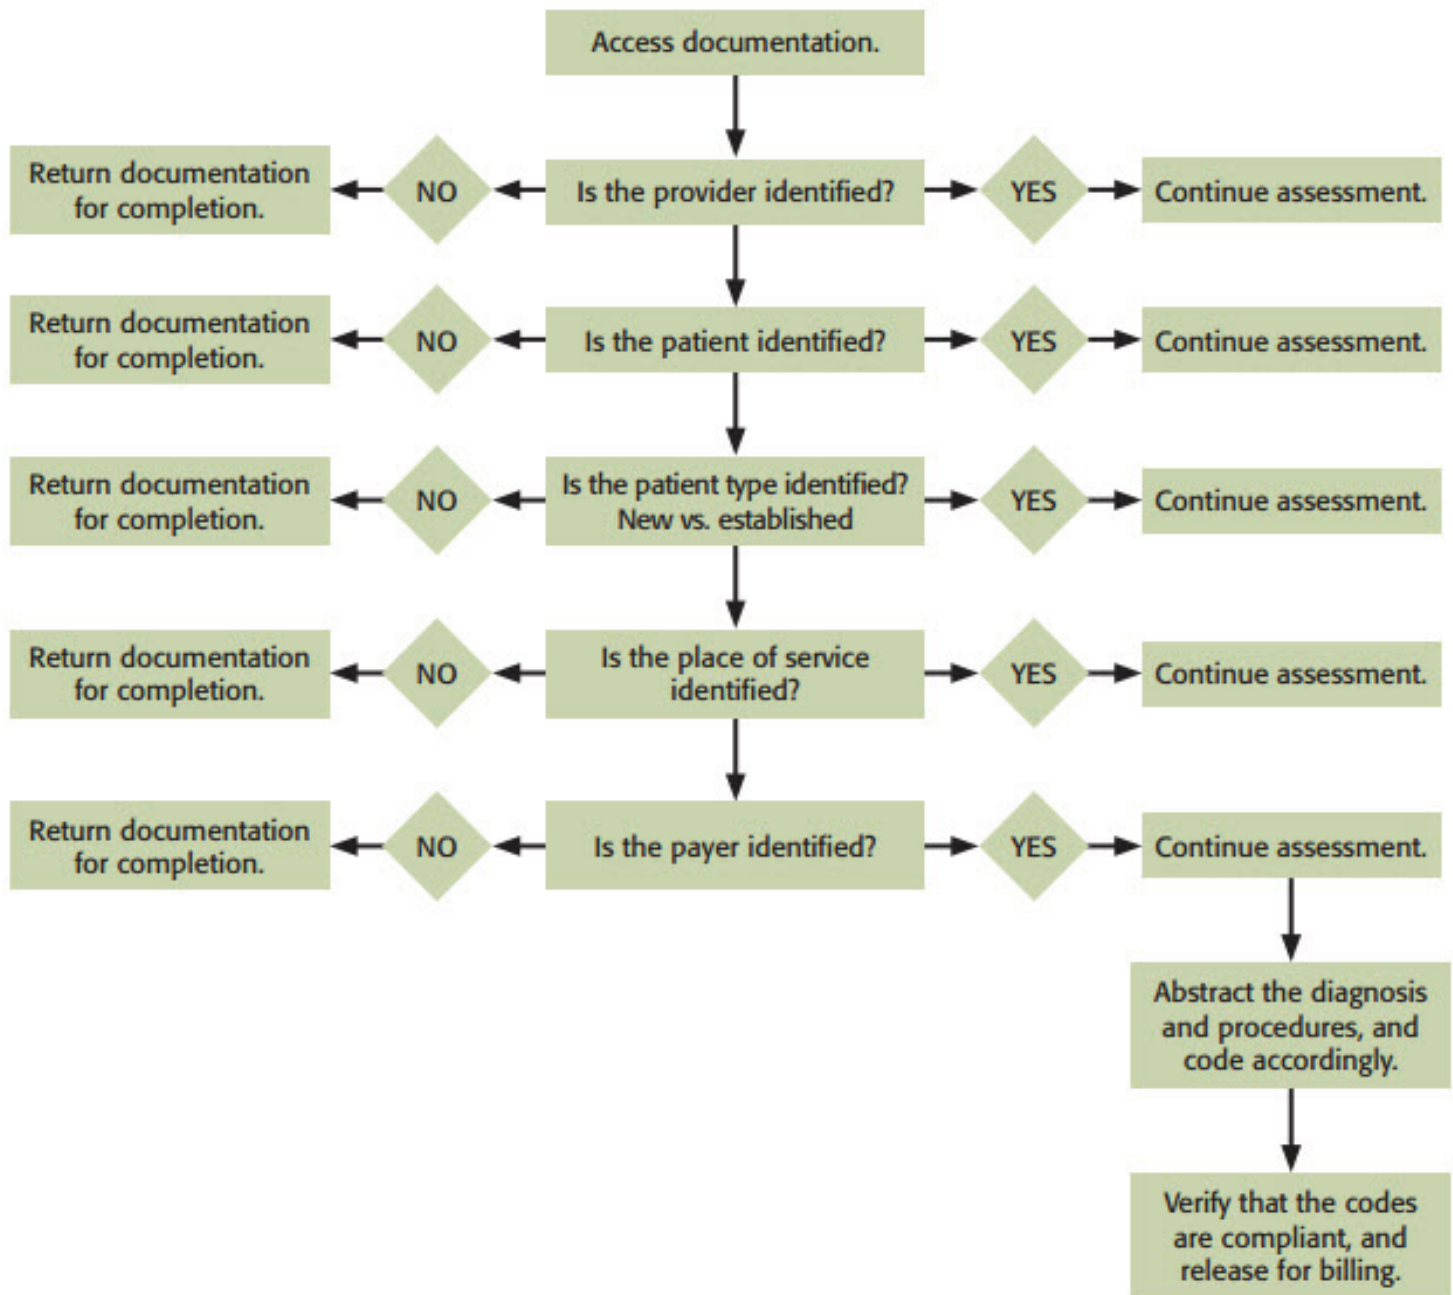 Access documentation.
Return documentation
for completion.
NO
Is the provider identified?
YES
Continue assessment.
Return documentation
for completion.
NO
Is the patient identified?
YES
Continue assessment.
Return documentation
for completion.
NO
Is the patient type identified?
New vs. established
YES
Continue assessment.
Return documentation
for completion.
NO
Is the place of service
identified?
YES
Continue assessment.
Return documentation
for completion.
NO
Is the payer identified?
YES
Continue assessment.
Abstract the diagnosis
and procedures, and
code accordingly.
Verify that the codes
are compliant, and
release for billing.